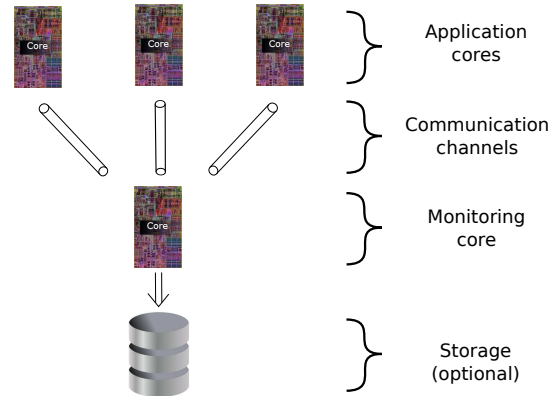 Core
Core
Core
Application
cores
Communication
channels
Core
Monitoring
core
Storage
(optional)